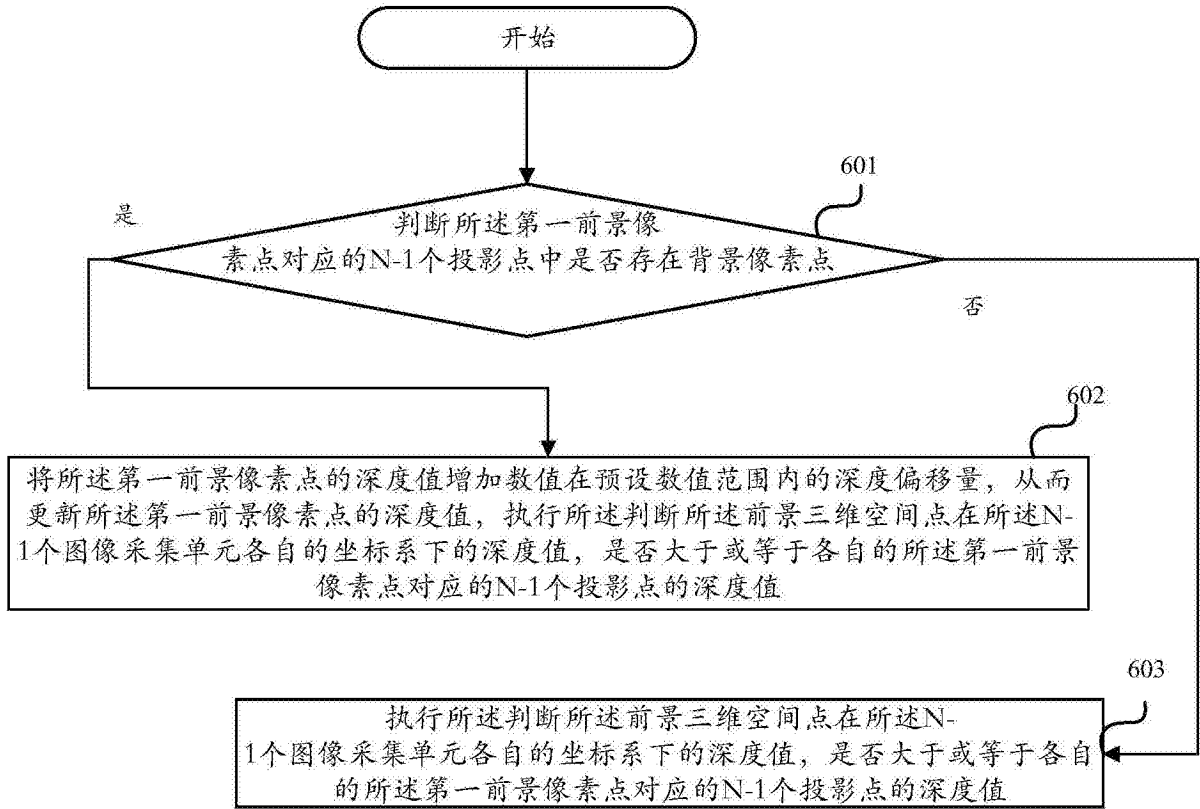 开始
601
是
判断所述第一前景像
素点对应的N-1个投影点中是否存在背景像素点
否
602
将所述第一前景像素点的深度值增加数值在预设数值范围内的深度偏移量，从而
更新所述第一前景像素点的深度值，执行所述判断所述前景三维空间点在所述N-
1个图像采集单元各自的坐标系下的深度值，是否大于或等于各自的所述第一前景
像素点对应的N-1个投影点的深度值
603
执行所述判断所述前景三维空间点在所述N-
1个图像采集单元各自的坐标系下的深度值，是否大于或等于各自
的所述第一前景像素点对应的N-1个投影点的深度值